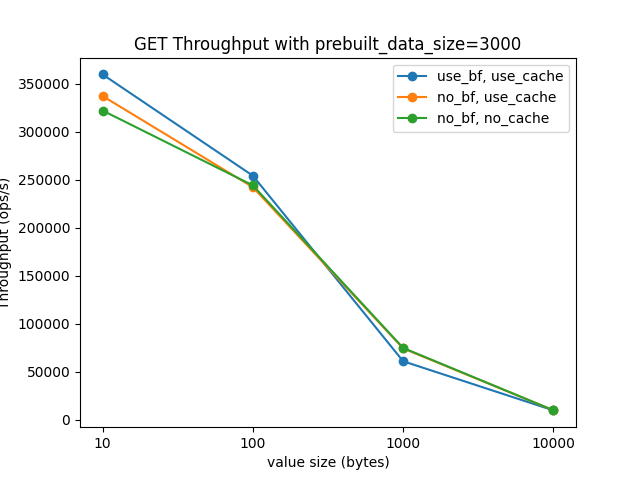 GET Throughput with prebuilt_data_size=3000
Throughput (ops/s)
350000
300000
250000
200000
150000
100000
50000
0
use_bf, use_cache
no_bf, use_cache
no_bf, no_cache
10
100
1000
10000
value size (bytes)